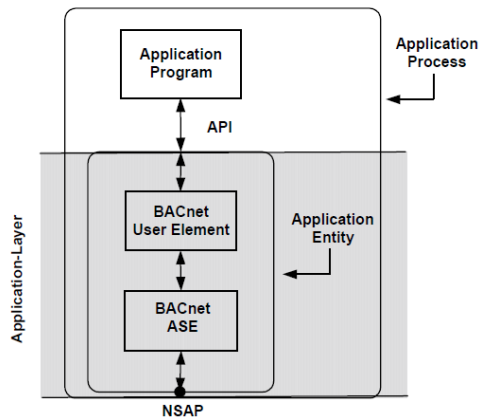 Application
Program
Application
Process
API
BACnet
User Element
Application
Entity
Application-Layer
BACnet
ASE
NSAP